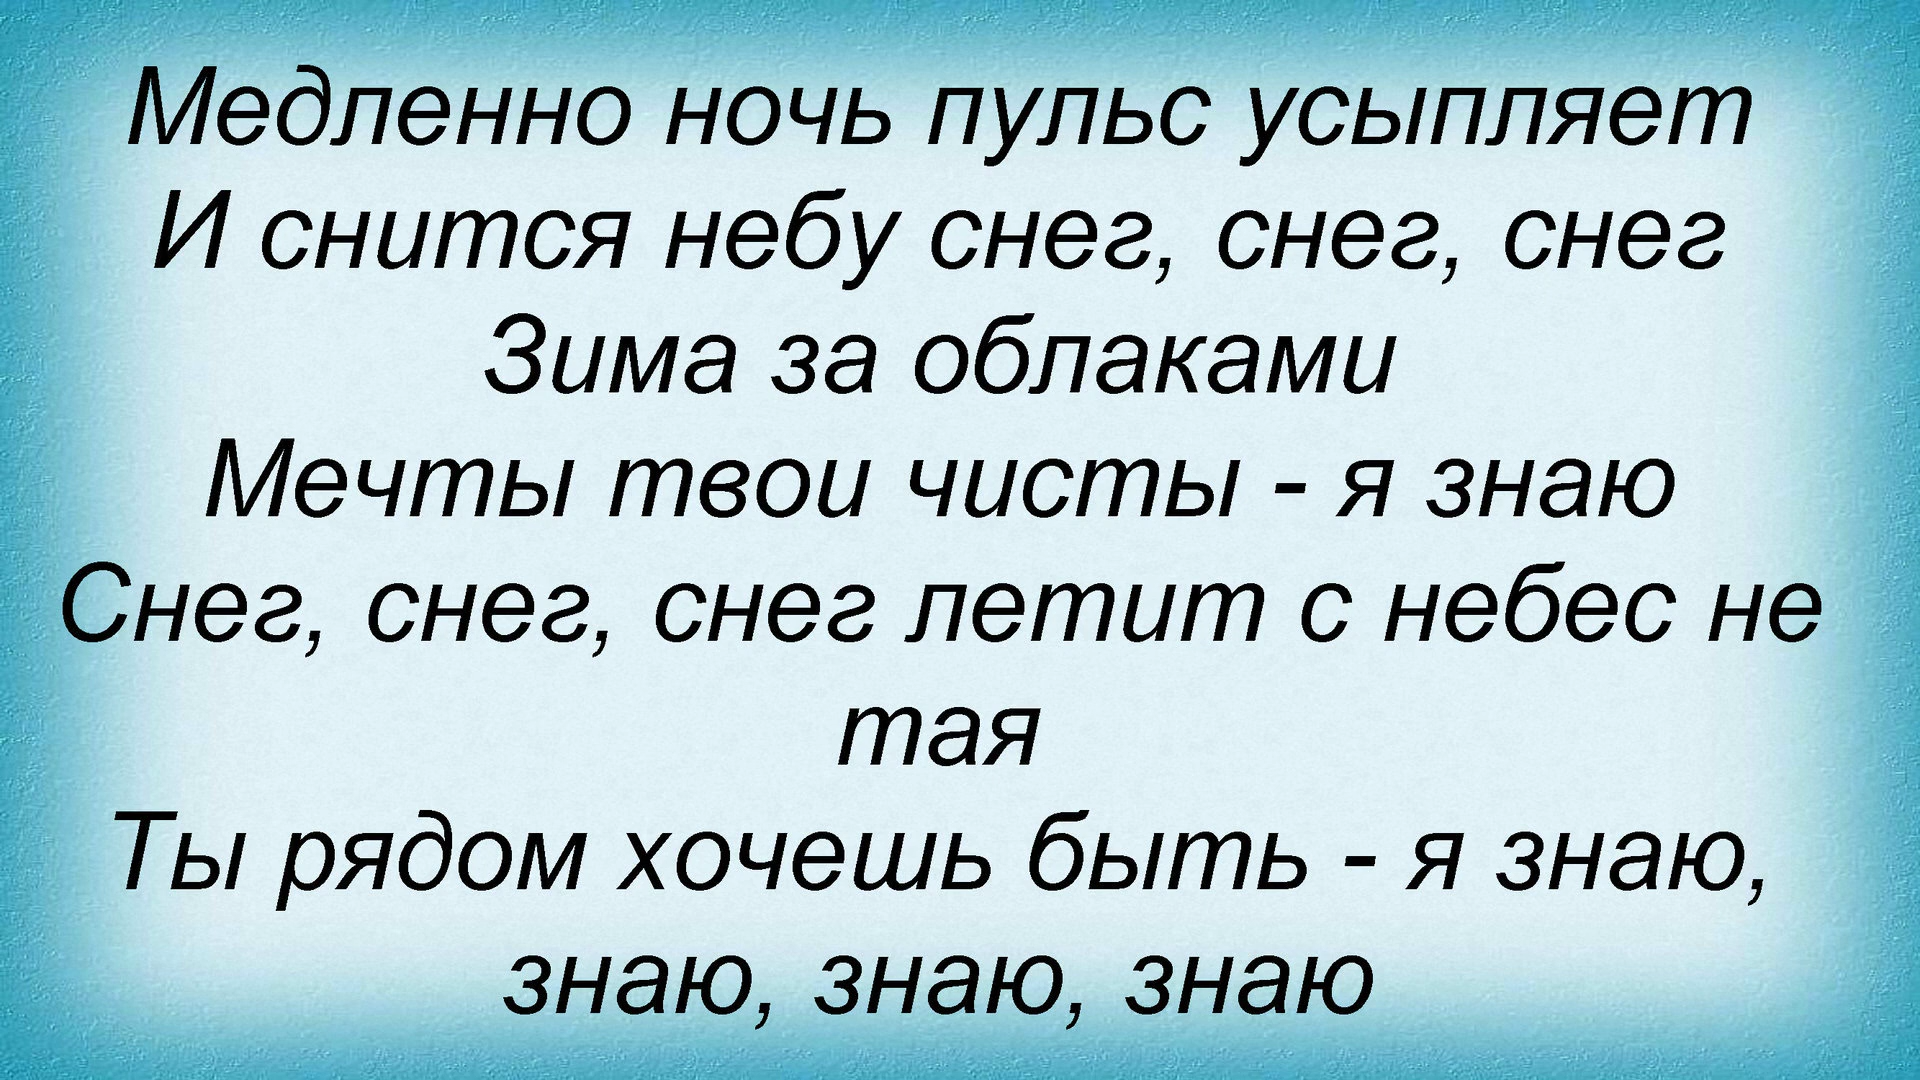 Медленно ночь пульс усыпляет
И снится небу снег, снег, снег
Зима за облаками
Мечты твои чисты - я знаю
Снег, снег, снег летит с небес не
тая
Ты рядом хочешь быть - я знаю,
знаю, знаю, знаю